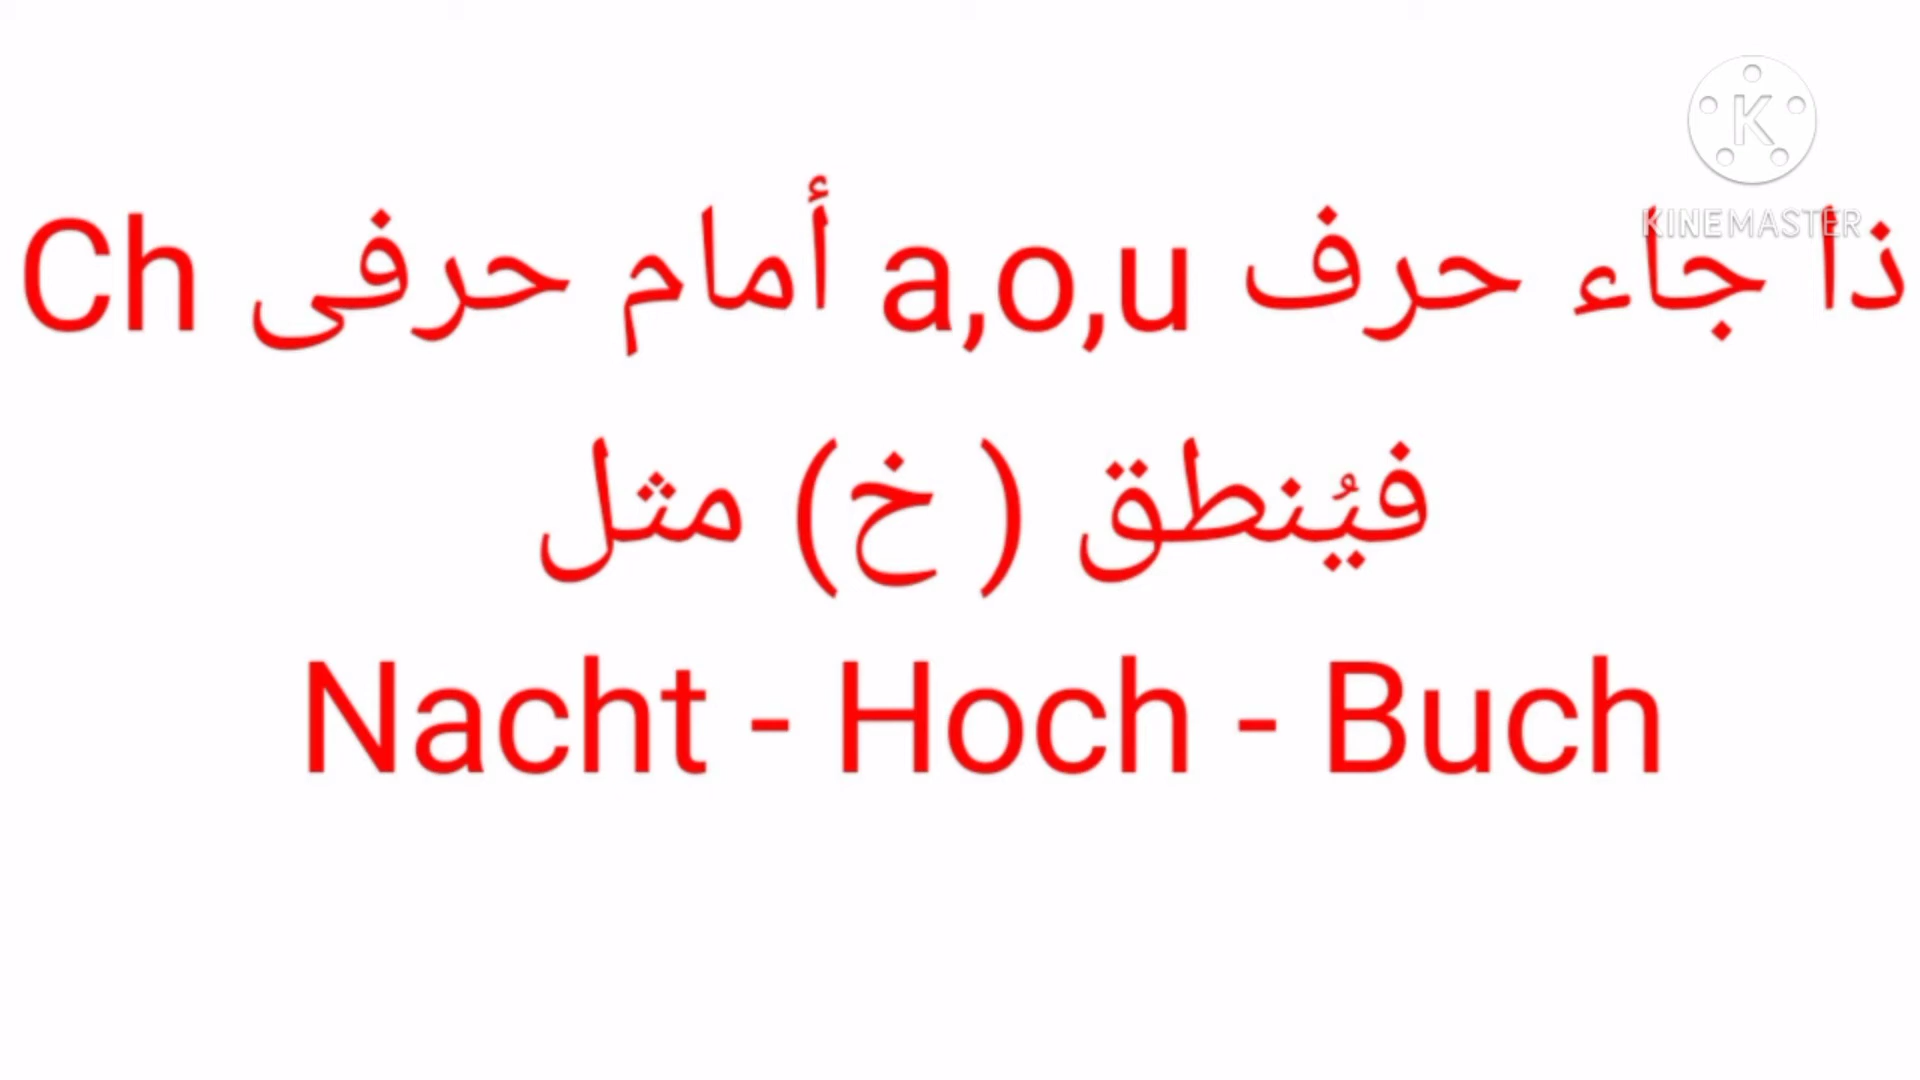 ذا جاء حرف a,o,u أمام حرفى Ch
فيُنطق ( خ) مثل
Nacht - Hoch - Buch
K
KINEMASTER